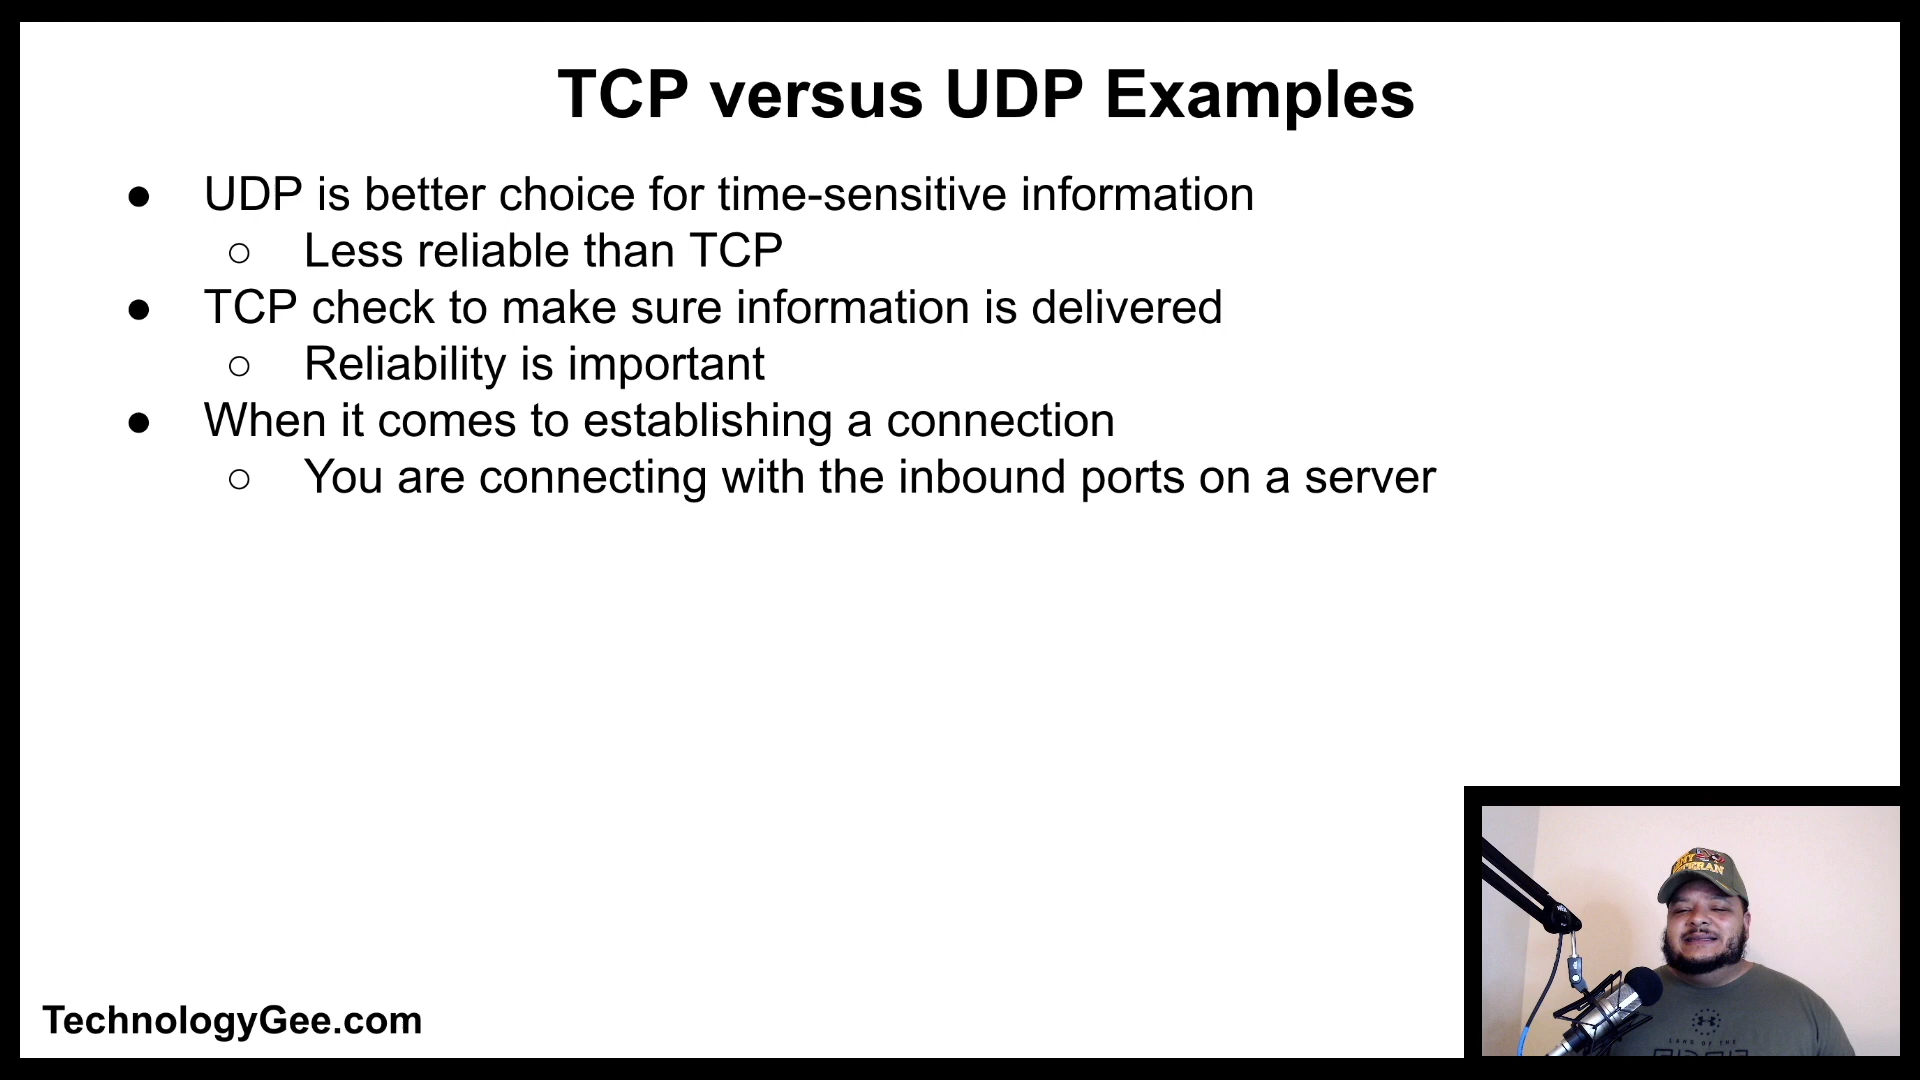 TCP versus UDP Examples
● UDP is better choice for time-sensitive information
○ Less reliable than TCP
● TCP check to make sure information is delivered
○ Reliability is important
● When it comes to establishing a connection
○ You are connecting with the inbound ports on a server
TechnologyGee.com